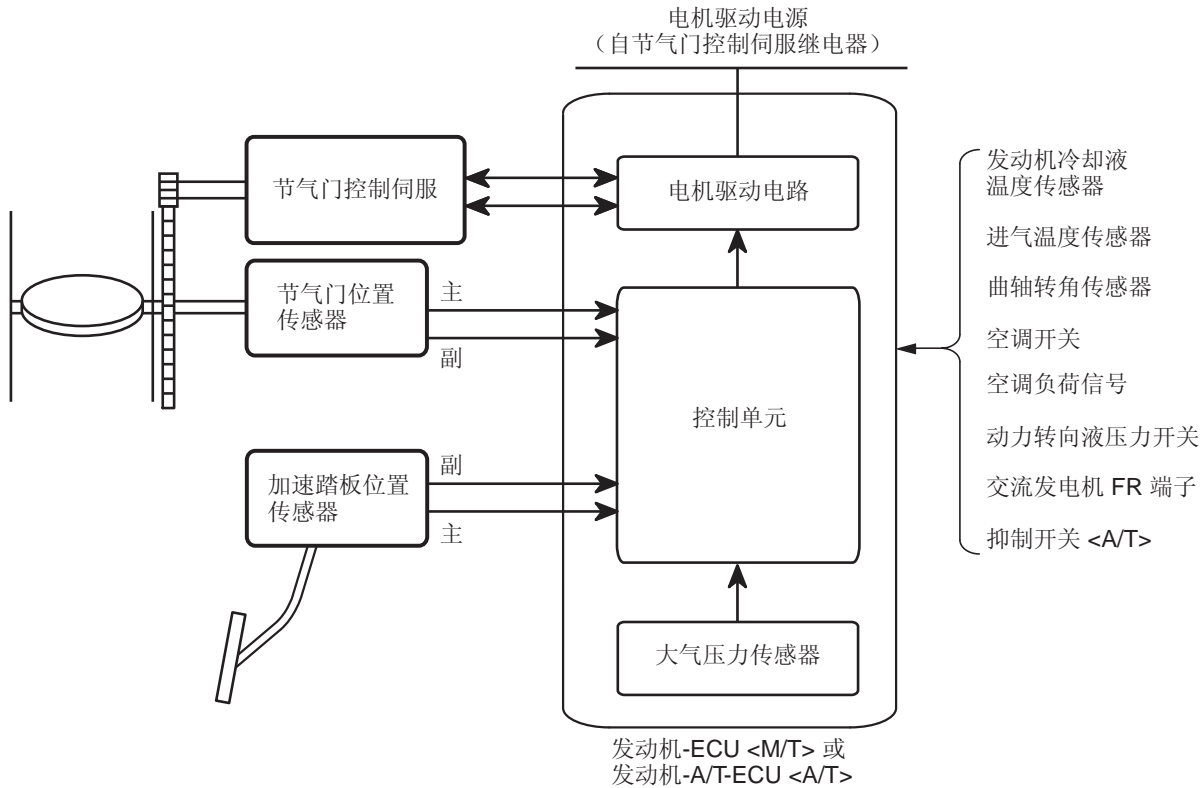 电机驱动电源
（自节气门控制伺服继电器）
节气门控制伺服
电机驱动电路
节气门位置
传感器
主
副
控制单元
加速踏板位置
传感器
副
主
大气压力传感器
发动机冷却液
温度传感器
进气温度传感器
曲轴转角传感器
空调开关
空调负荷信号
动力转向液压力开关
交流发电机 FR 端子
抑制开关 <A/T>
发动机-ECU <M/T> 或
发动机-A/T-ECU <A/T>